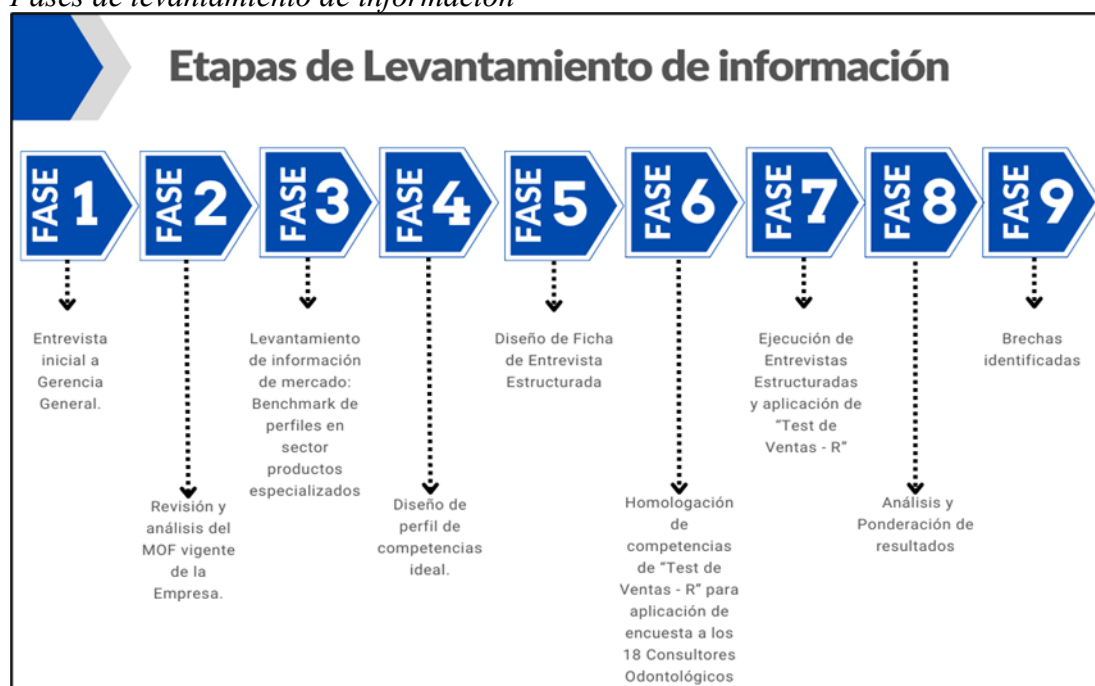 Fases de levantamiento de información
Etapas de Levantamiento de información
FASE 1
FASE 2
FASE 3
FASE 4
FASE 5
FASE 6
FASE 7
FASE 8
FASE 9
Entrevista
inicial a
Gerencia
General.
Revisión y
análisis del
MOF vigente
de la
Empresa.
Levantamiento
de información
de mercado:
Benchmark de
perfiles en
sector
productos
especializados
Diseño de
perfil de
competencias
ideal.
Diseño de Ficha
de Entrevista
Estructurada
Homologación
de
competencias
de "Test de
Ventas - R" para
aplicación de
encuesta a los
18 Consultores
Odontológicos
Ejecución de
Entrevistas
Estructuradas
y aplicación de
"Test de
Ventas - R"
Análisis y
Ponderación de
resultados
Brechas
identificadas